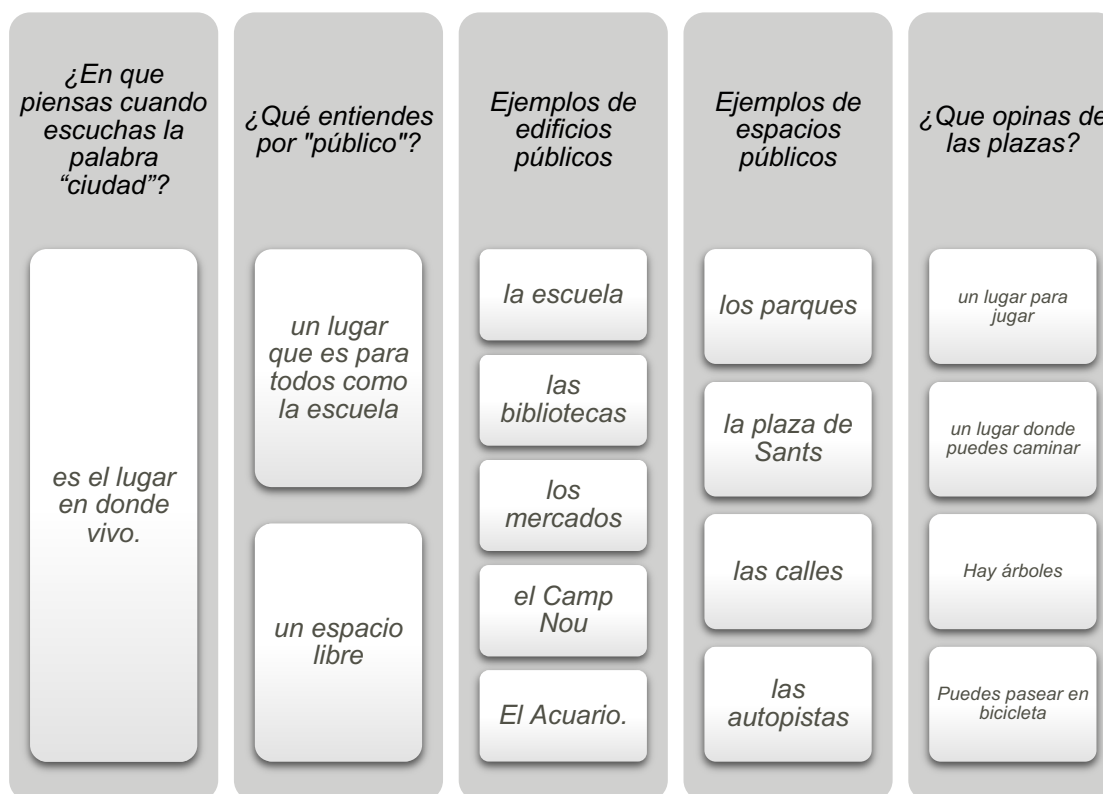 ¿En que
piensas cuando
escuchas la
palabra
“ciudad”?
es el lugar
en donde
vivo.
¿Qué entiendes
por "público"?
un lugar
que es para
todos como
la escuela
un espacio
libre
Ejemplos de
edificios
públicos
la escuela
las
bibliotecas
los
mercados
el Camp
Nou
El Acuario.
Ejemplos de
espacios
públicos
los parques
la plaza de
Sants
las calles
las
autopistas
¿Que opinas de
las plazas?
un lugar para
jugar
un lugar donde
puedes caminar
Hay árboles
Puedes pasear en
bicicleta